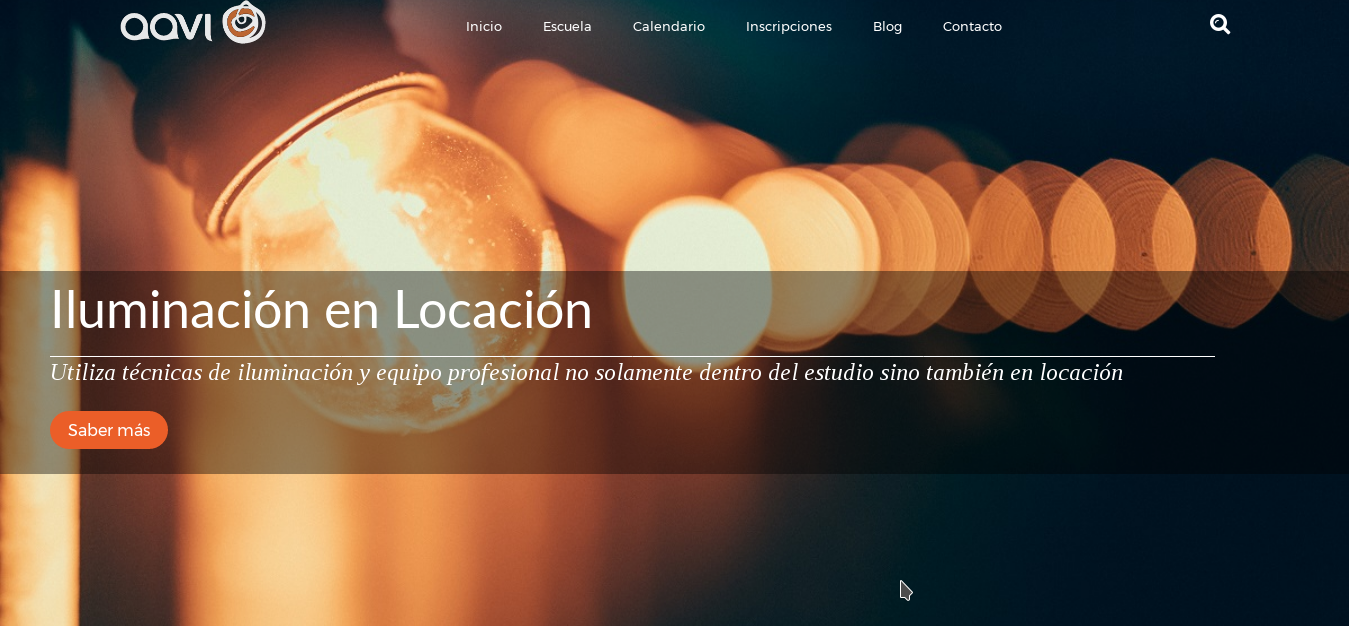 aavi
Inicio Escuela Calendario Inscripciones Blog Contacto
Iluminación en Locación
Utiliza técnicas de iluminación y equipo profesional no solamente dentro del estudio sino también en locación
Saber más